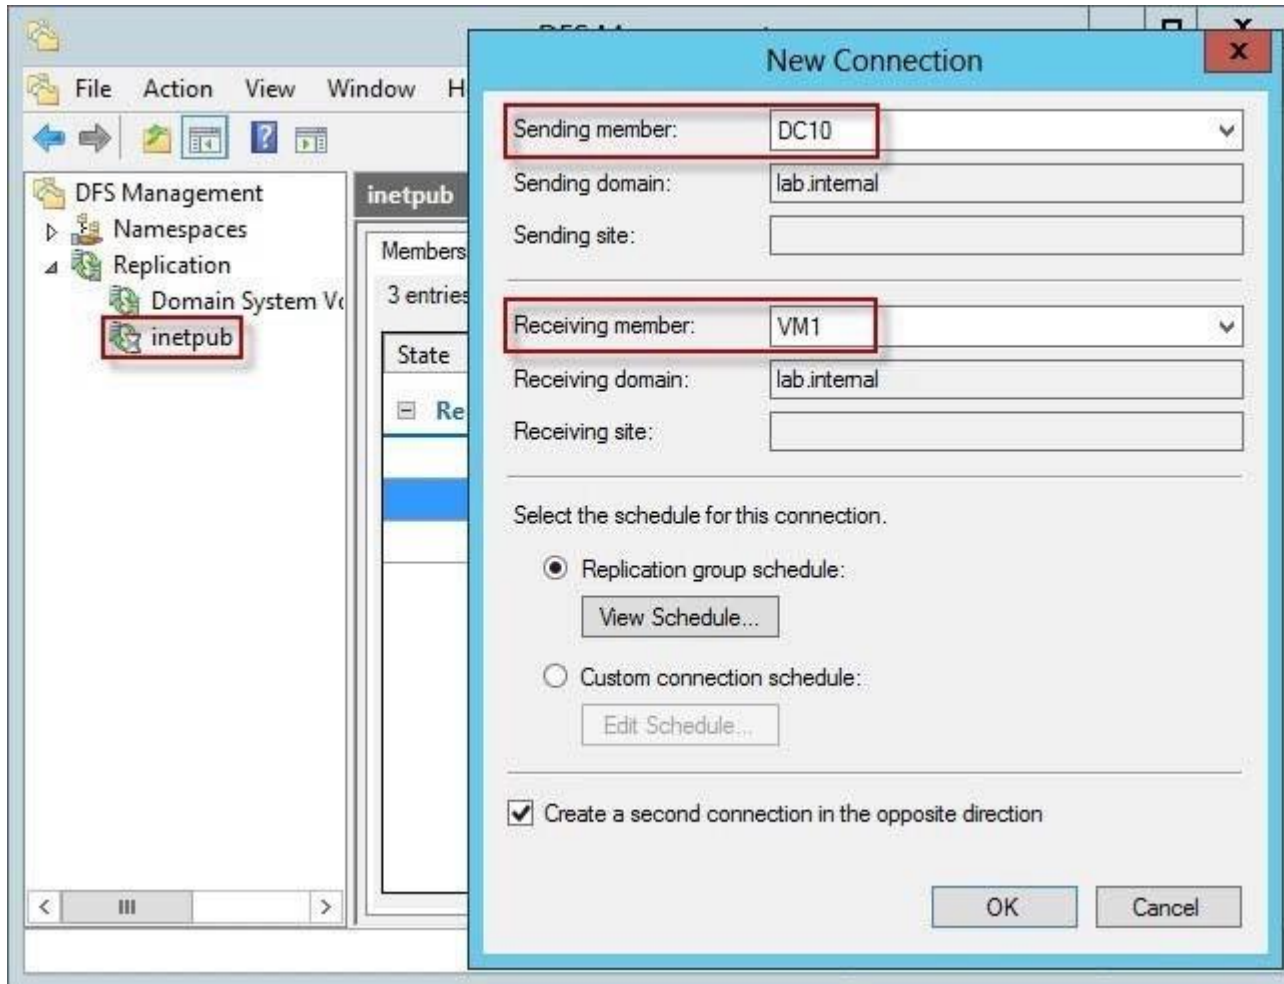 New Connection
File Action View Window H
Sending member: DC10
Sending domain: lab.internal
Sending site:
DFS Management
Namespaces
Replication
Domain System Vo
inetpub
inetpub
Members
3 entries
State
Re
Receiving member: VM1
Receiving domain: lab.internal
Receiving site:
Select the schedule for this connection.
Replication group schedule:
View Schedule...
Custom connection schedule:
Edit Schedule...
Create a second connection in the opposite direction
OK Cancel